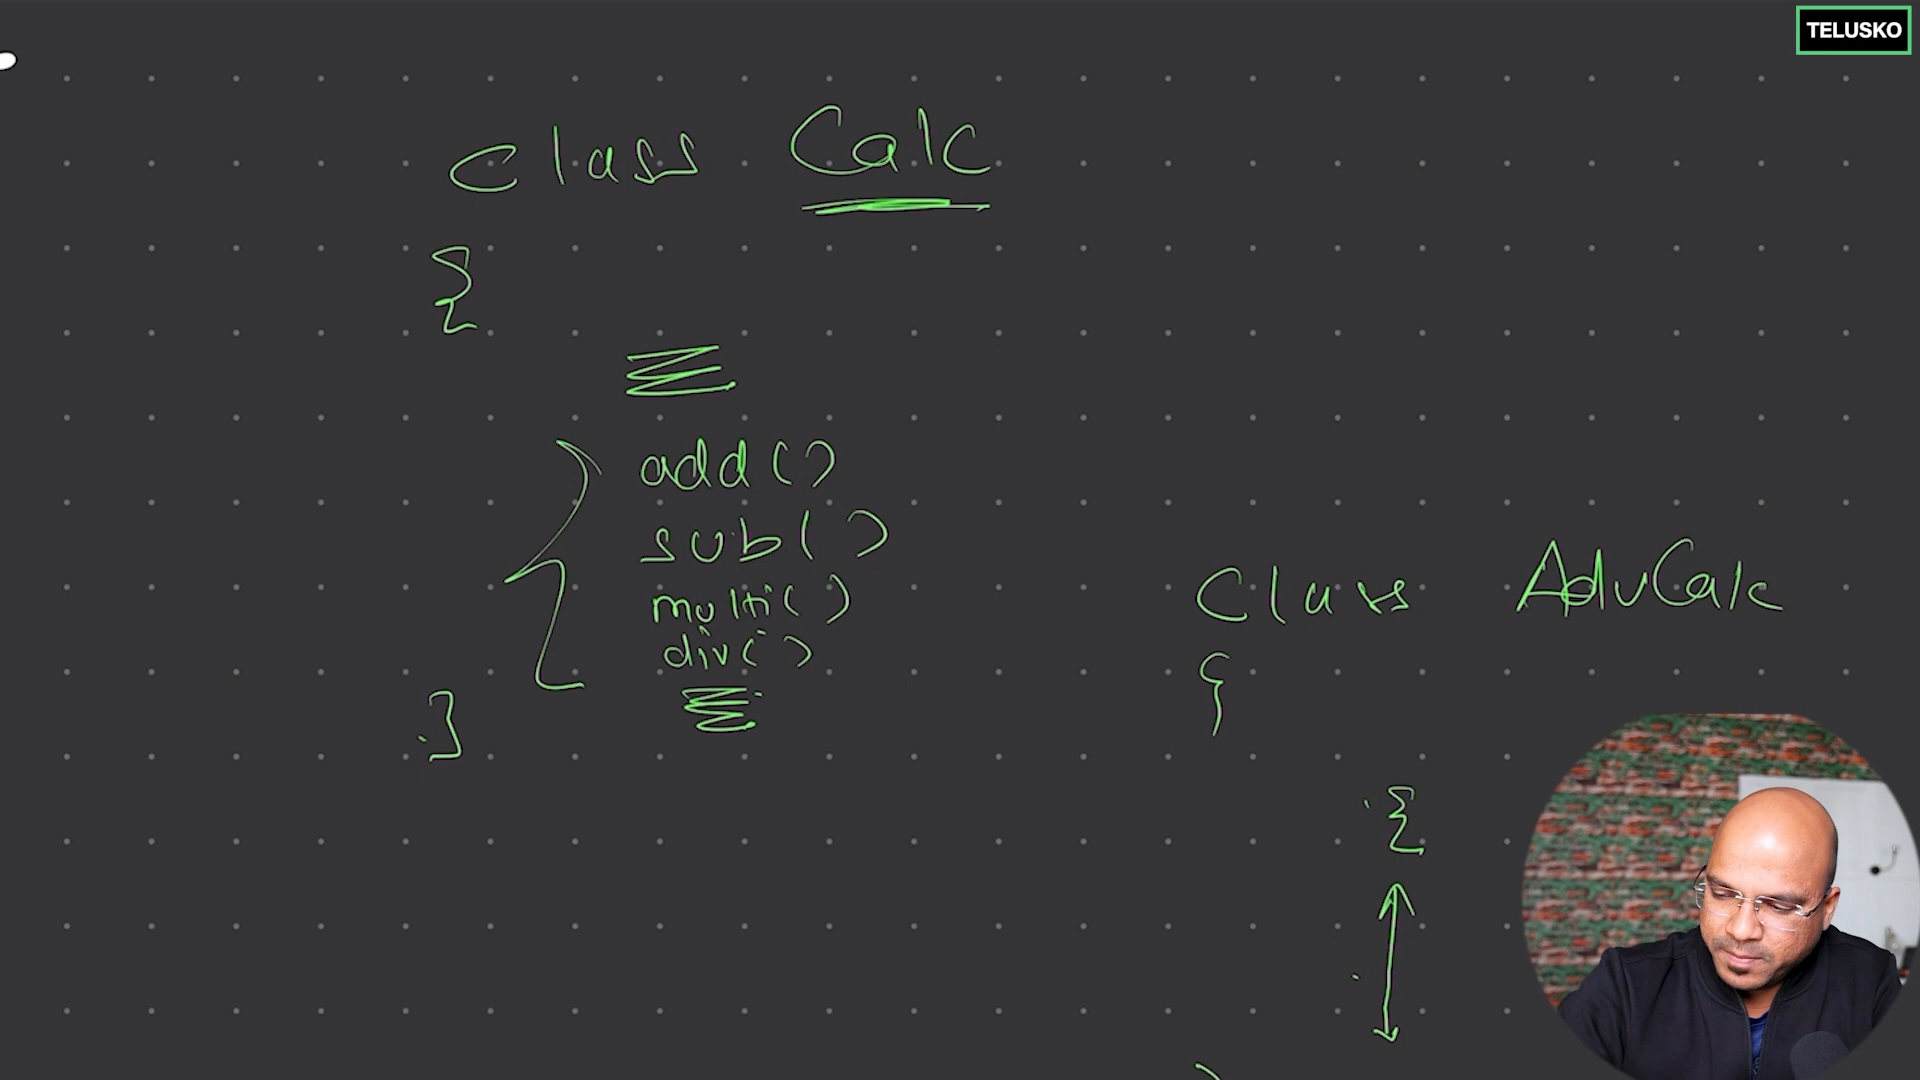 TELUSKO
class Calc
{
add()
sub()
multi()
div()
}
Class AdvCalc
{
{